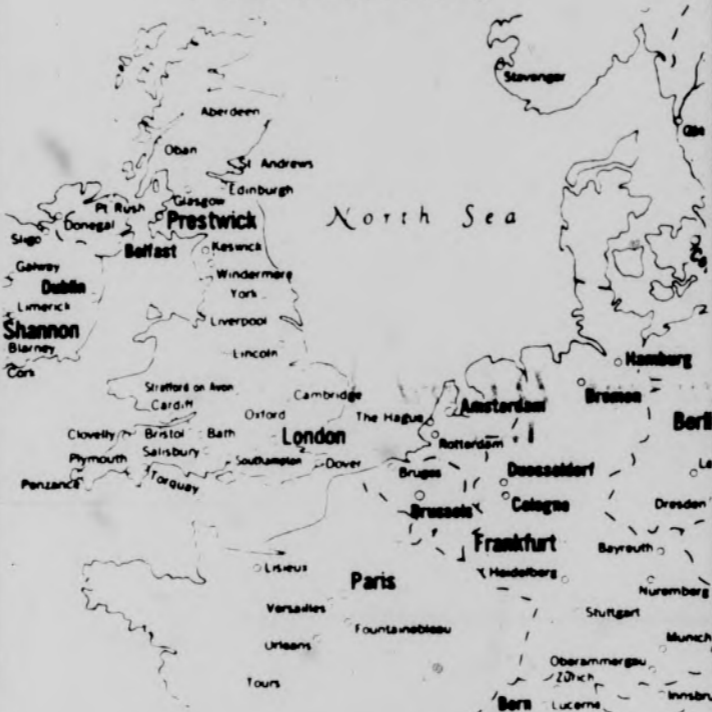 Stavanger
Aberdeen
Oban
St Andrews
Edinburgh
Glasgow
Pt Rush
Prestwick
North Sea
Donegal
Sligo
Belfast
Keswick
Galway
Windermere
Dublin
York
Limerick
Liverpool
Shannon
Blarney
Lincoln
Cork
Hamburg
Stratford on Avon
Cambridge
Bremen
Cardiff
Amsterdam
Oxford
The Hague
Clovelly
Bristol
Bath
London
Rotterdam
Salisbury
Plymouth
Southampton
Dover
Bruges
Duesseldorf
Penzance
Torquay
Brussels
Cologne
Dresden
Frankfurt
Bayreuth
Lisieux
Heidelberg
Paris
Nuremberg
Versailles
Stuttgart
Fountainebleau
Munich
Orleans
Oberammergau
Zürich
Tours
Bern
Lucerne